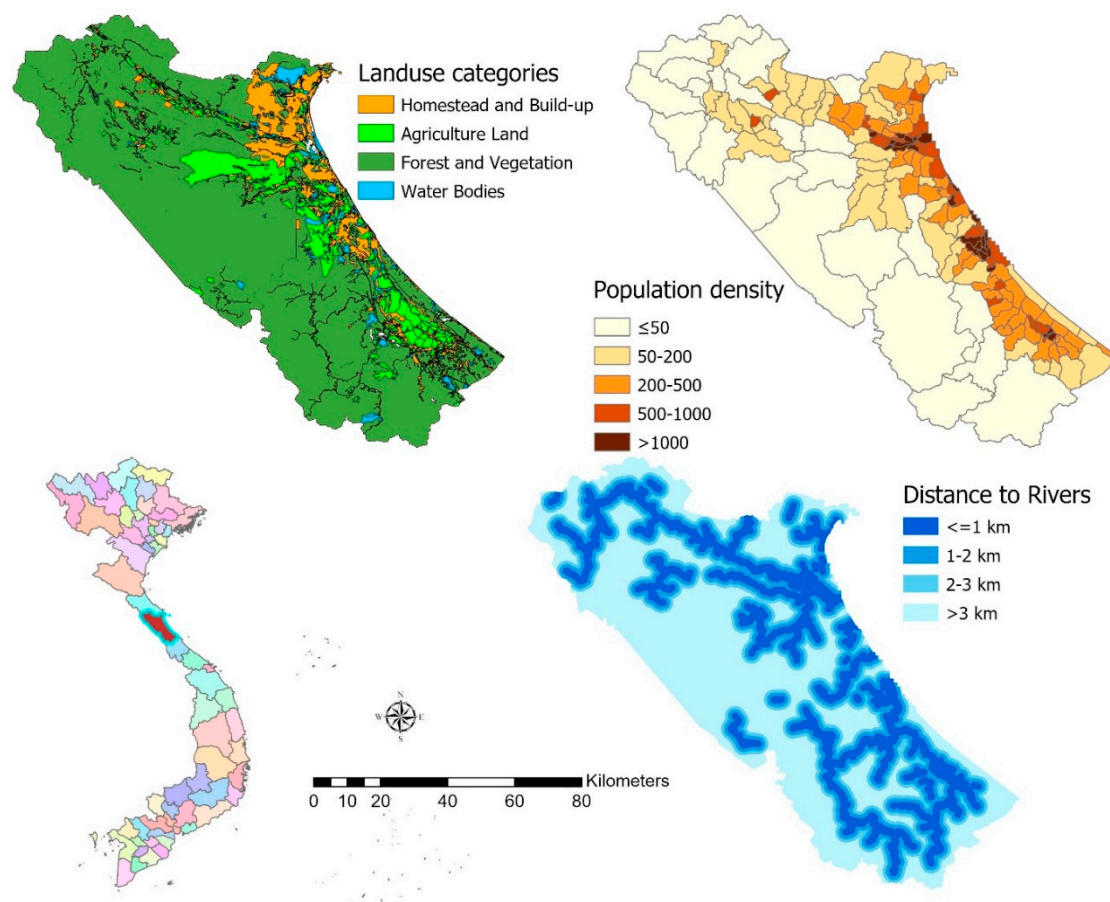 Landuse categories
Homestead and Build-up
Agriculture Land
Forest and Vegetation
Water Bodies
Population density
≤50
50-200
200-500
500-1000
>1000
Distance to Rivers
<=1 km
1-2 km
2-3 km
>3 km
N
W E
S
Kilometers
0 10 20 40 60 80